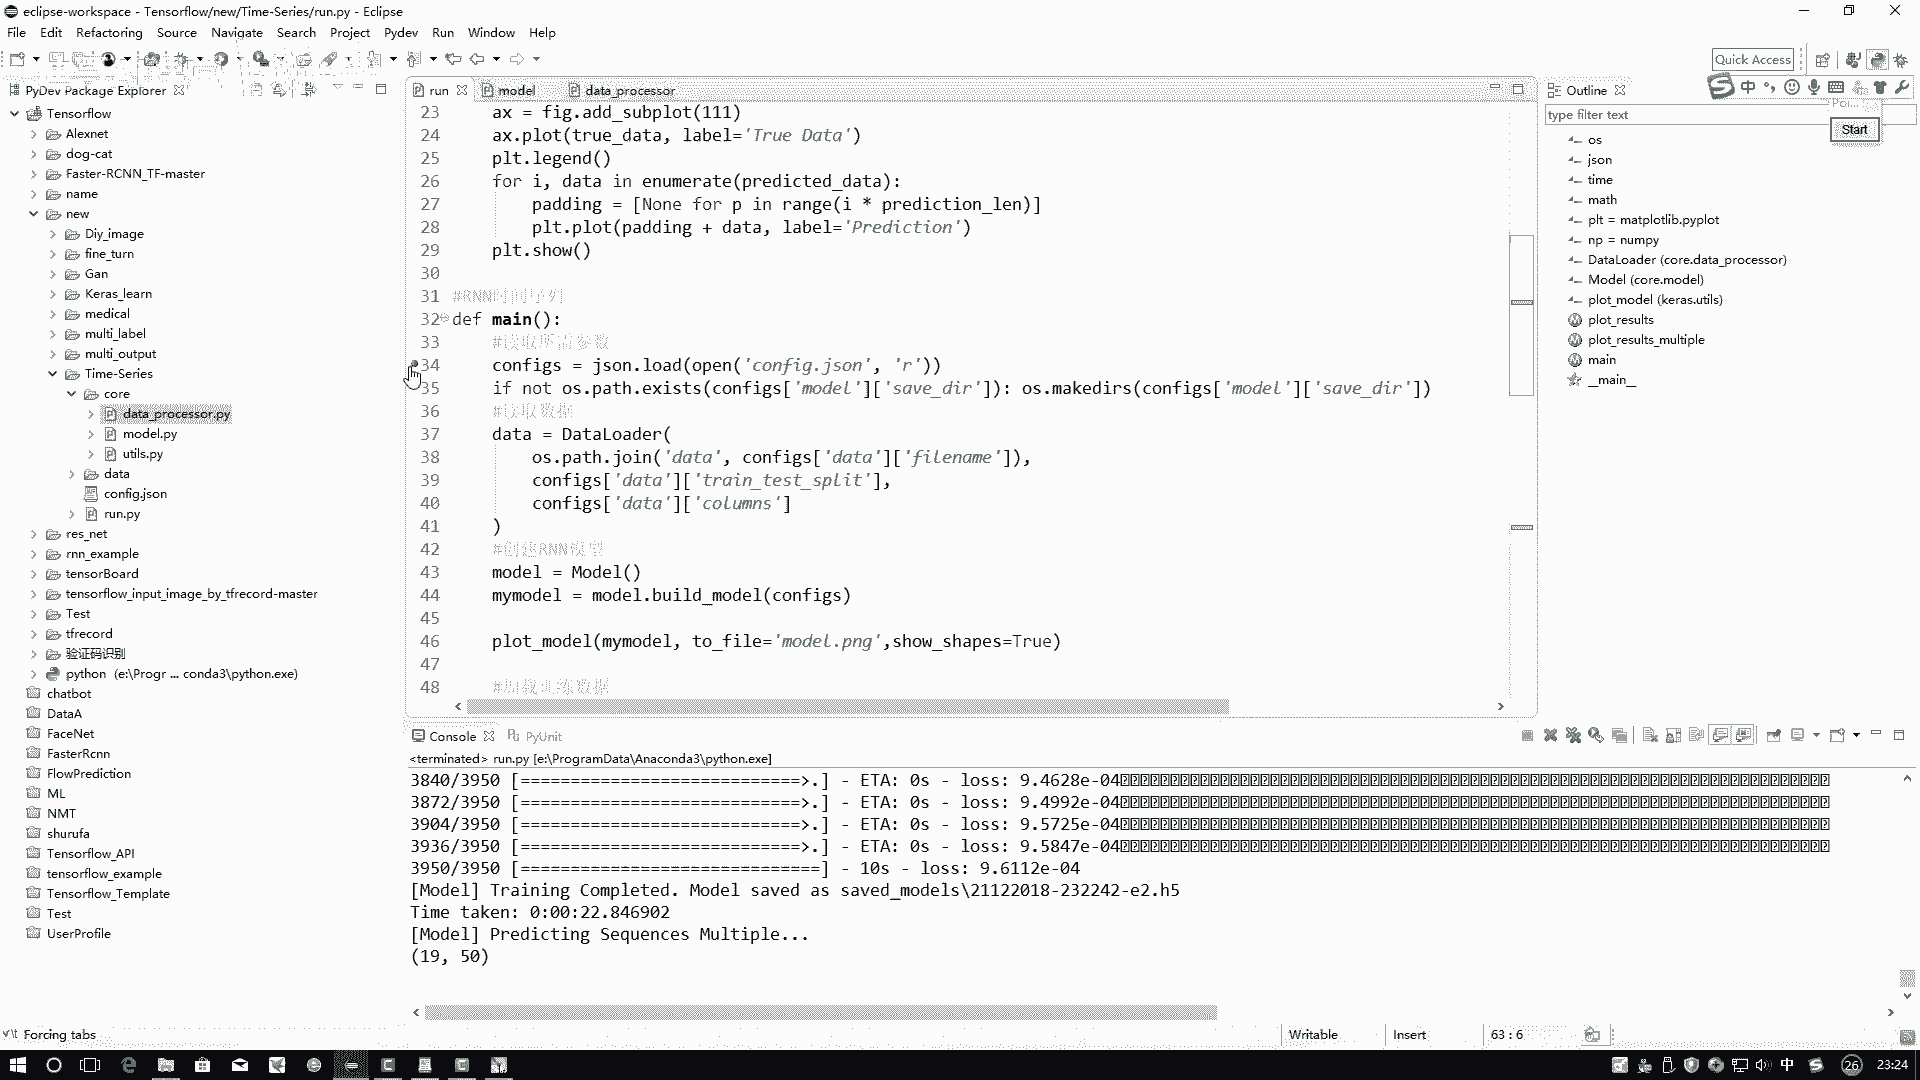 eclipse-workspace - Tensorflow/new/Time-Series/run.py - Eclipse
File Edit Refactoring Source Navigate Search Project Pydev Run Window Help
Quick Access
PyDev Package Explorer
Tensorflow
Alexnet
dog-cat
Faster-RCNN_TF-master
name
new
Diy_image
fine_turn
Gan
Keras_learn
medical
multi_label
multi_output
Time-Series
core
data_processor.py
model.py
utils.py
data
config.json
run.py
res_net
rnn_example
tensorBoard
tensorflow_input_image_by_tfrecord-master
Test
tfrecord
验证码识别
python (e:\Progr ... conda3\python.exe)
chatbot
DataA
FaceNet
FasterRcnn
FlowPrediction
ML
NMT
shurufa
Tensorflow_API
tensorflow_example
Tensorflow_Template
Test
UserProfile
run model data_processor
23 ax = fig.add_subplot(111)
24 ax.plot(true_data, label='True Data')
25 plt.legend()
26 for i, data in enumerate(predicted_data):
27 padding = [None for p in range(i * prediction_len)]
28 plt.plot(padding + data, label='Prediction')
29 plt.show()
30
31 #RNN时间序列
32 def main():
33 #读取所需参数
34 configs = json.load(open('config.json', 'r'))
35 if not os.path.exists(configs['model']['save_dir']): os.makedirs(configs['model']['save_dir'])
36 #读取数据
37 data = DataLoader(
38 os.path.join('data', configs['data']['filename']),
39 configs['data']['train_test_split'],
40 configs['data']['columns']
41 )
42 #创建RNN模型
43 model = Model()
44 mymodel = model.build_model(configs)
45
46 plot_model(mymodel, to_file='model.png',show_shapes=True)
47
48 #加载训练数据
Outline
中
Poi...
type filter text
Start
os
json
time
math
plt = matplotlib.pyplot
np = numpy
DataLoader (core.data_processor)
Model (core.model)
plot_model (keras.utils)
plot_results
plot_results_multiple
main
__main__
Console PyUnit
<terminated> run.py [e:\ProgramData\Anaconda3\python.exe]
3840/3950 [============================>.] - ETA: 0s - loss: 9.4628e-04
3872/3950 [============================>.] - ETA: 0s - loss: 9.4992e-04
3904/3950 [============================>.] - ETA: 0s - loss: 9.5725e-04
3936/3950 [============================>.] - ETA: 0s - loss: 9.5847e-04
3950/3950 [==============================] - 10s - loss: 9.6112e-04
[Model] Training Completed. Model saved as saved_models\21122018-232242-e2.h5
Time taken: 0:00:22.846902
[Model] Predicting Sequences Multiple...
(19, 50)
Forcing tabs
Writable Insert 63 : 6
中 26 23:24